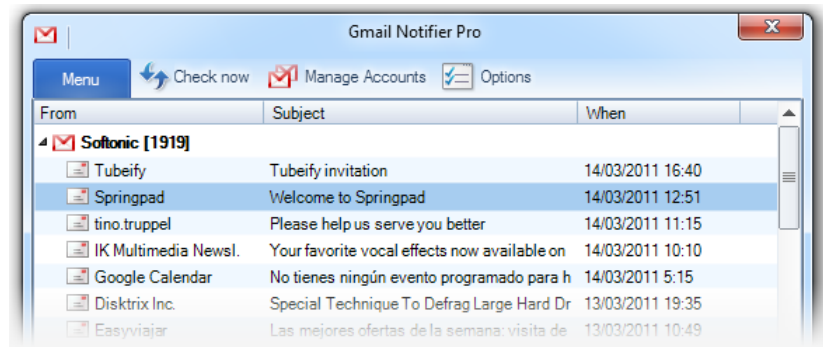 Gmail Notifier Pro
Menu Check now Manage Accounts Options
From Subject When
Softonic [1919]
Tubeify Tubeify invitation 14/03/2011 16:40
Springpad Welcome to Springpad 14/03/2011 12:51
tino.truppel Please help us serve you better 14/03/2011 11:15
IK Multimedia Newsl. Your favorite vocal effects now available on 14/03/2011 10:10
Google Calendar No tienes ningún evento programado para h 14/03/2011 5:15
Disktrix Inc. Special Technique To Defrag Large Hard Dr 13/03/2011 19:35
Easyviajar Las mejores ofertas de la semana: visita de 13/03/2011 10:49